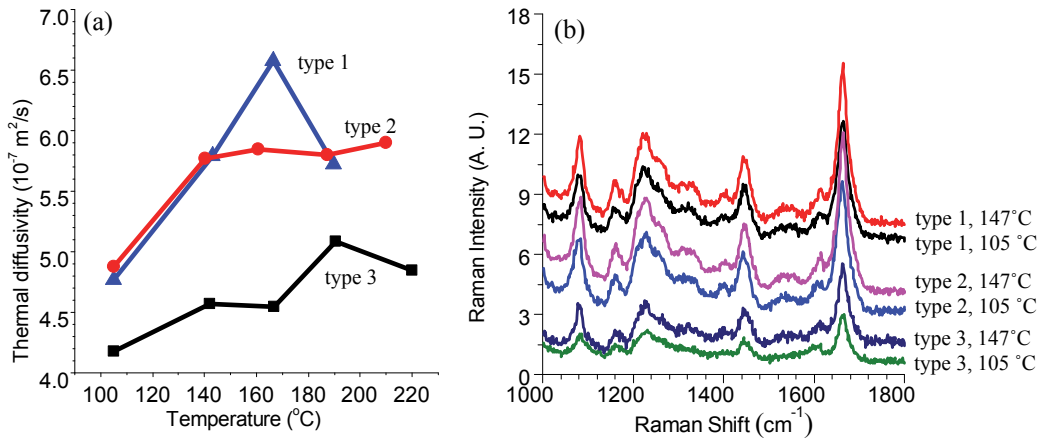 (a)
Thermal diffusivity (10⁻⁷ m²/s)
7.0
6.5
6.0
5.5
5.0
4.5
4.0
type 1
type 2
type 3
100 120 140 160 180 200 220
Temperature (°C)
(b)
Raman Intensity (A. U.)
18
15
12
9
6
3
0
type 1, 147°C
type 1, 105 °C
type 2, 147°C
type 2, 105 °C
type 3, 147°C
type 3, 105 °C
1000 1200 1400 1600 1800
Raman Shift (cm⁻¹)